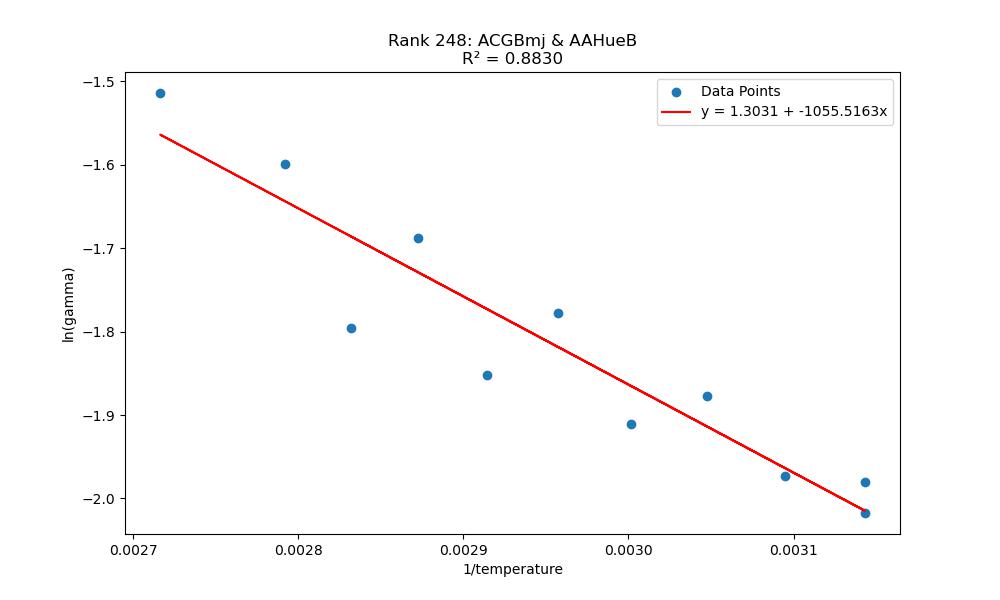 Rank 248: ACGBmj & AAHueB
R² = 0.8830
Data Points
y = 1.3031 + -1055.5163x
−1.5
−1.6
−1.7
−1.8
−1.9
−2.0
ln(gamma)
0.0027 0.0028 0.0029 0.0030 0.0031
1/temperature